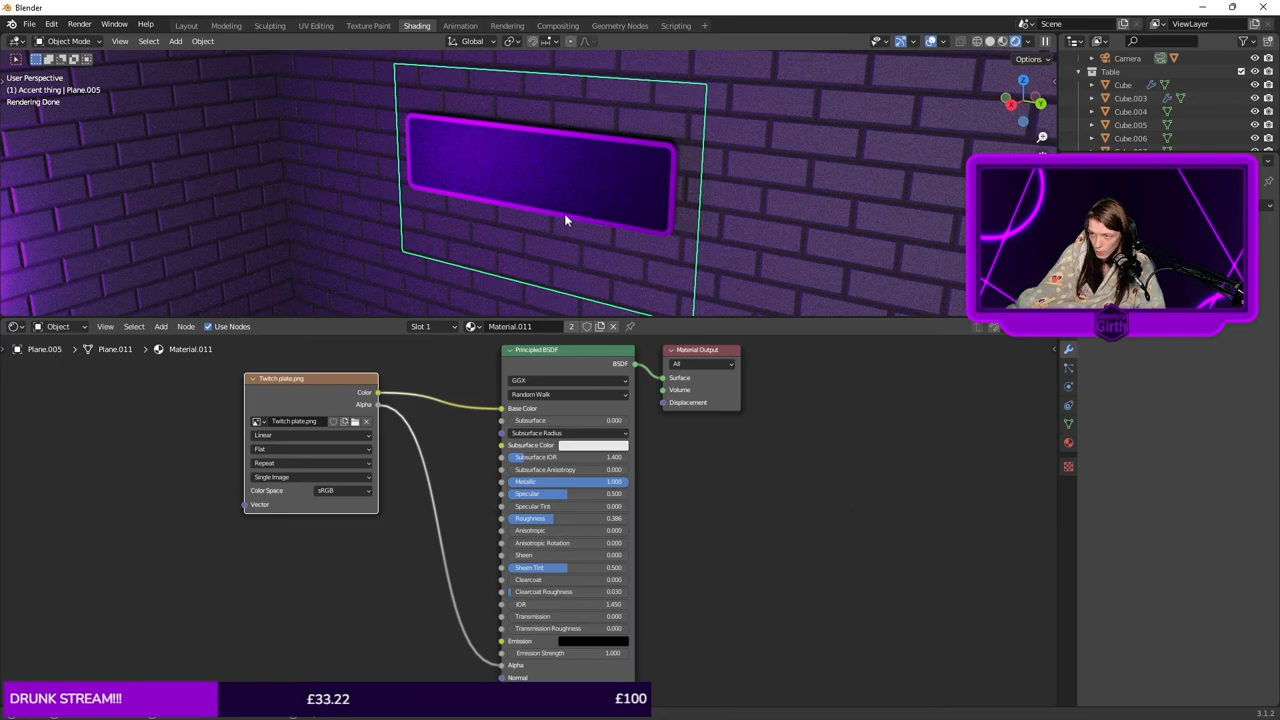 Blender
File Edit Render Window Help Layout Modeling Sculpting UV Editing Texture Paint Shading Animation Rendering Compositing Geometry Nodes Scripting + Scene ViewLayer
Object Mode View Select Add Object Global
Options
User Perspective
(1) Accent thing | Plane.005
Rendering Done
Z
X
Y
Camera
Table
Cube
Cube.003
Cube.004
Cube.005
Cube.006
Girth
Object View Select Add Node Use Nodes Slot 1 Material.011 2
Plane.005 > Plane.011 > Material.011
Twitch plate.png
Color
Alpha
Twitch plate.png
Linear
Flat
Repeat
Single Image
Color Space sRGB
Vector
Principled BSDF
BSDF
GGX
Random Walk
Base Color
Subsurface 0.000
Subsurface Radius
Subsurface Color
Subsurface IOR 1.400
Subsurface Anisotropy 0.000
Metallic 1.000
Specular 0.500
Specular Tint 0.000
Roughness 0.386
Anisotropic 0.000
Anisotropic Rotation 0.000
Sheen 0.000
Sheen Tint 0.500
Clearcoat 0.000
Clearcoat Roughness 0.030
IOR 1.450
Transmission 0.000
Transmission Roughness 0.000
Emission
Emission Strength 1.000
Alpha
Normal
Material Output
All
Surface
Volume
Displacement
DRUNK STREAM!!! £33.22 £100
3.1.2